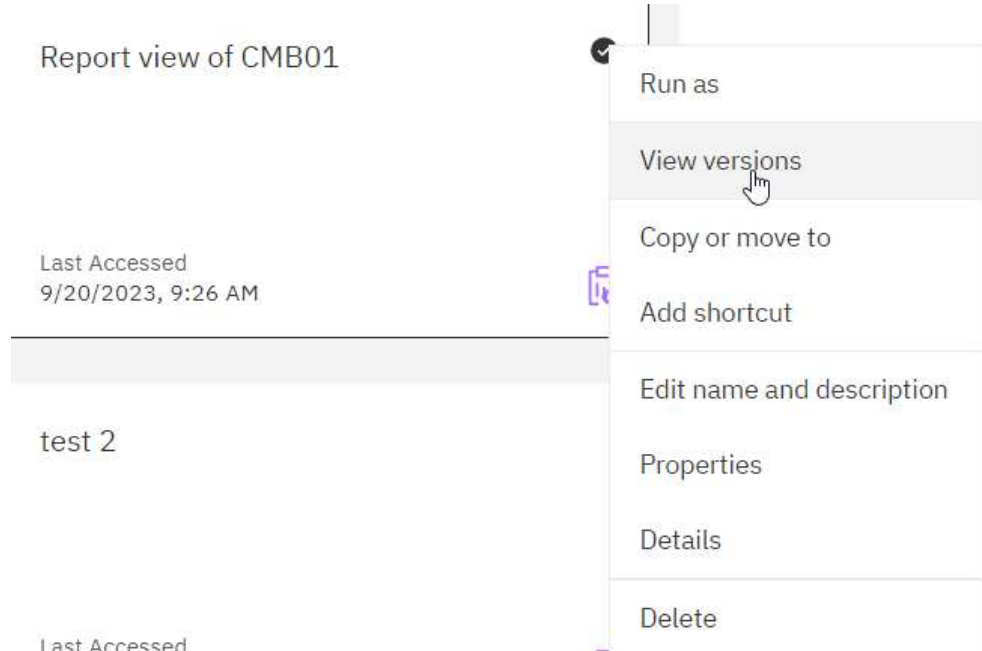 Report view of CMB01
Last Accessed
9/20/2023, 9:26 AM
test 2
Last Accessed
Run as
View versions
Copy or move to
Add shortcut
Edit name and description
Properties
Details
Delete